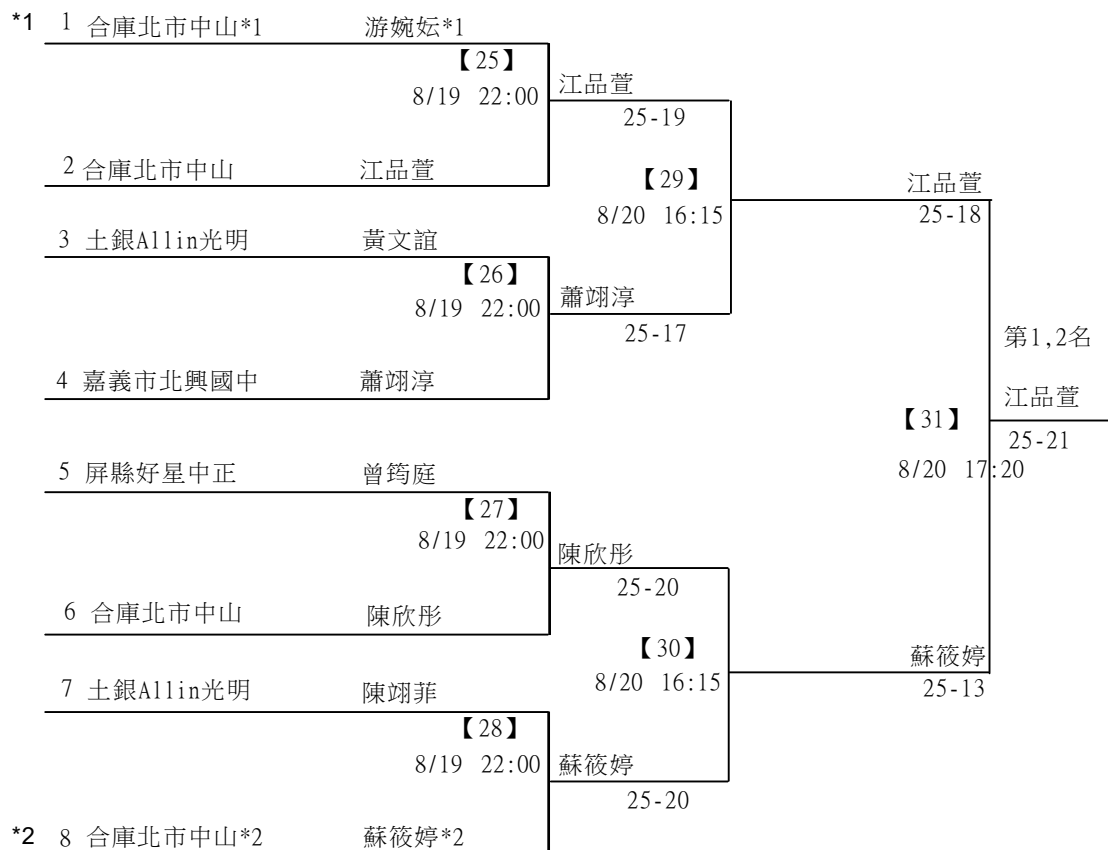 *1 1 合庫北市中山*1 游婉妘*1
【25】
江品萱
8/19 22:00
25-19
2 合庫北市中山 江品萱
【29】
江品萱
8/20 16:15
25-18
3 土銀Allin光明 黃文誼
【26】
蕭翊淳
8/19 22:00
25-17
第1,2名
4 嘉義市北興國中 蕭翊淳
江品萱
【31】
25-21
8/20 17:20
5 屏縣好星中正 曾筠庭
【27】
8/19 22:00
陳欣彤
25-20
6 合庫北市中山 陳欣彤
【30】
蘇筱婷
8/20 16:15
25-13
7 土銀Allin光明 陳翊菲
【28】
8/19 22:00
蘇筱婷
25-20
*2 8 合庫北市中山*2 蘇筱婷*2